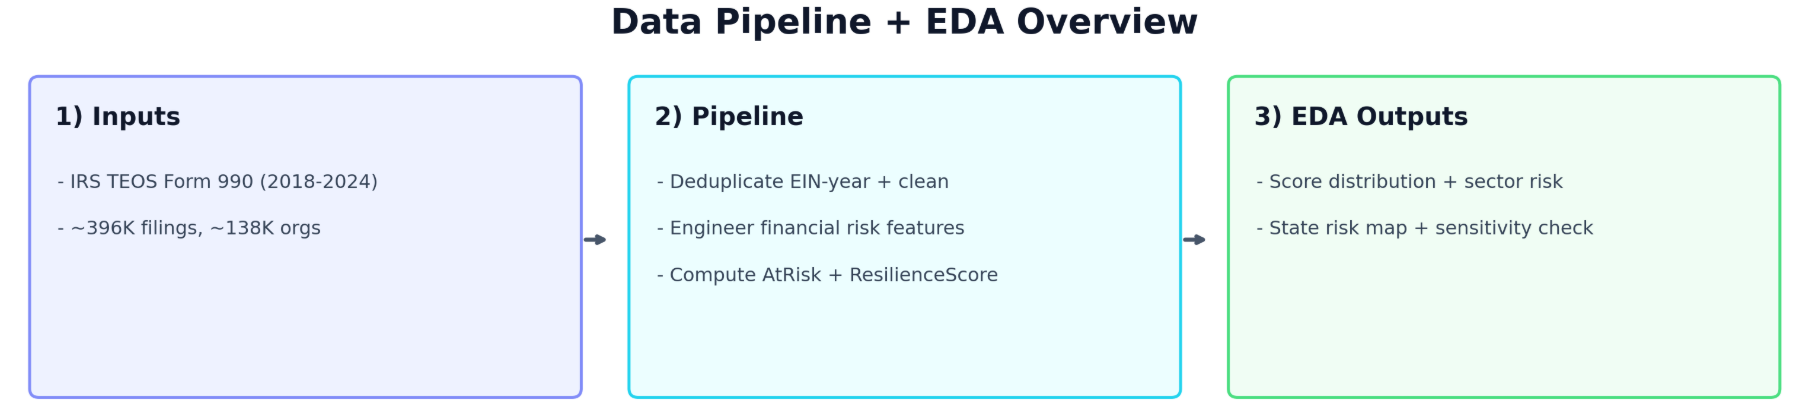 Data Pipeline + EDA Overview
1) Inputs
- IRS TEOS Form 990 (2018-2024)
- ~396K filings, ~138K orgs
2) Pipeline
- Deduplicate EIN-year + clean
- Engineer financial risk features
- Compute AtRisk + ResilienceScore
3) EDA Outputs
- Score distribution + sector risk
- State risk map + sensitivity check